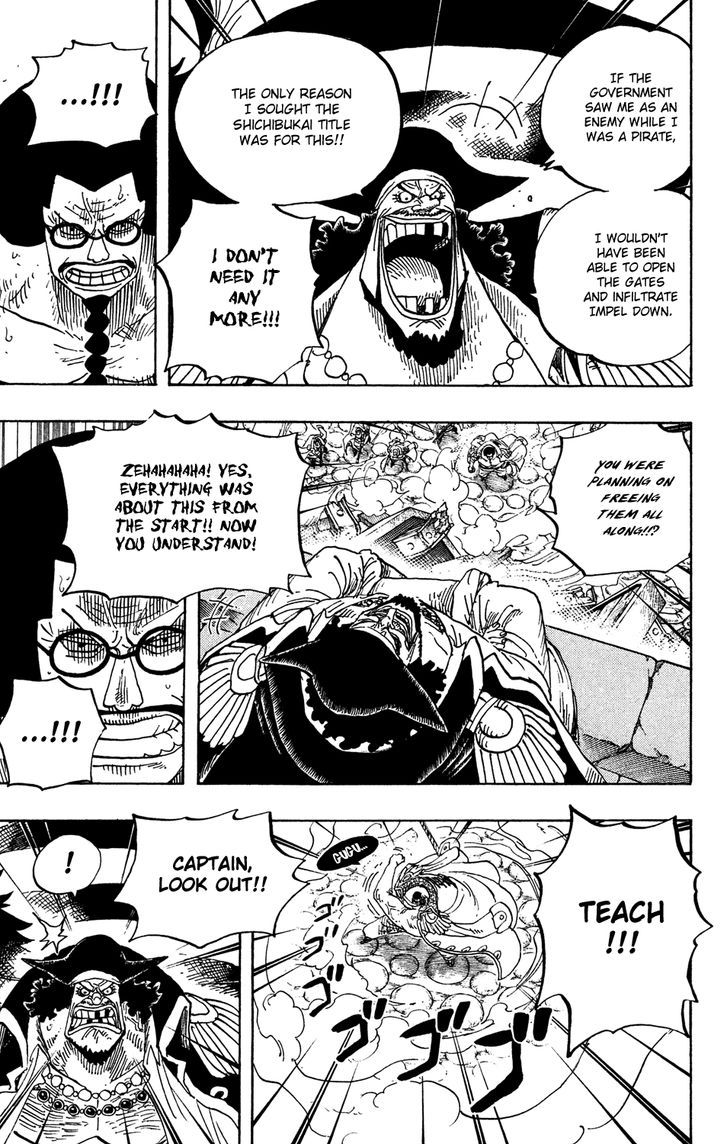 IF THE
GOVERNMENT
SAW ME AS AN
ENEMY WHILE I
WAS A PIRATE,
I WOULDN'T
HAVE BEEN
ABLE TO OPEN
THE GATES
AND INFILTRATE
IMPEL DOWN.
THE ONLY REASON
I SOUGHT THE
SHICHIBUKAI TITLE
WAS FOR THIS!!
I DON'T
NEED IT
ANY
MORE!!!
...!!!
YOU WERE
PLANNING ON
FREEING
THEM ALL
ALONG!!?
ZEHAHAHAHA! YES,
EVERYTHING WAS
ABOUT THIS FROM
THE START!! NOW
YOU UNDERSTAND!
...!!!
TEACH
!!!
GUGU...
ゴゴゴ
ゴゴゴ
CAPTAIN,
LOOK OUT!!
!